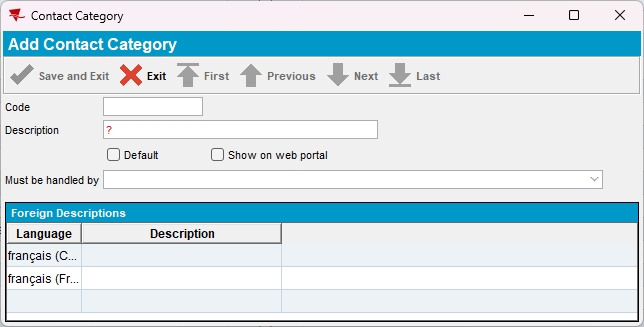 Contact Category
Add Contact Category
Save and Exit Exit First Previous Next Last
Code
Description ?
Default Show on web portal
Must be handled by
Foreign Descriptions
Language Description
français (C...
français (Fr...